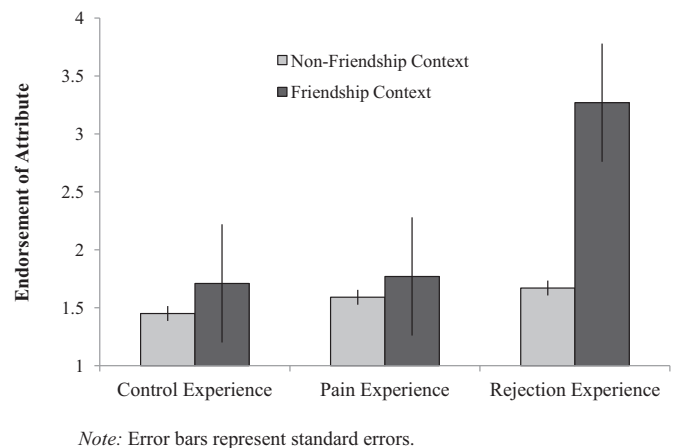 4
3.5
3
2.5
2
1.5
1
Endorsement of Attribute
Non-Friendship Context
Friendship Context
Control Experience
Pain Experience
Rejection Experience
Note: Error bars represent standard errors.